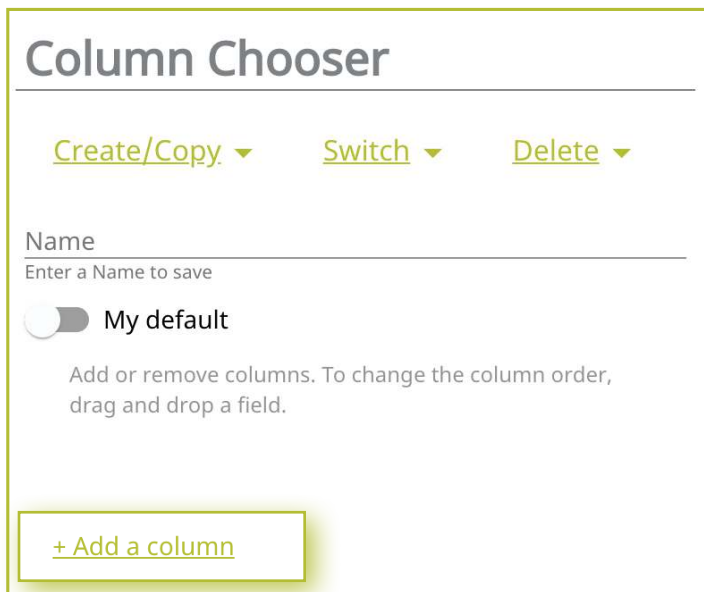 Column Chooser
Create/Copy Switch Delete
Name
Enter a Name to save
My default
Add or remove columns. To change the column order,
drag and drop a field.
+ Add a column